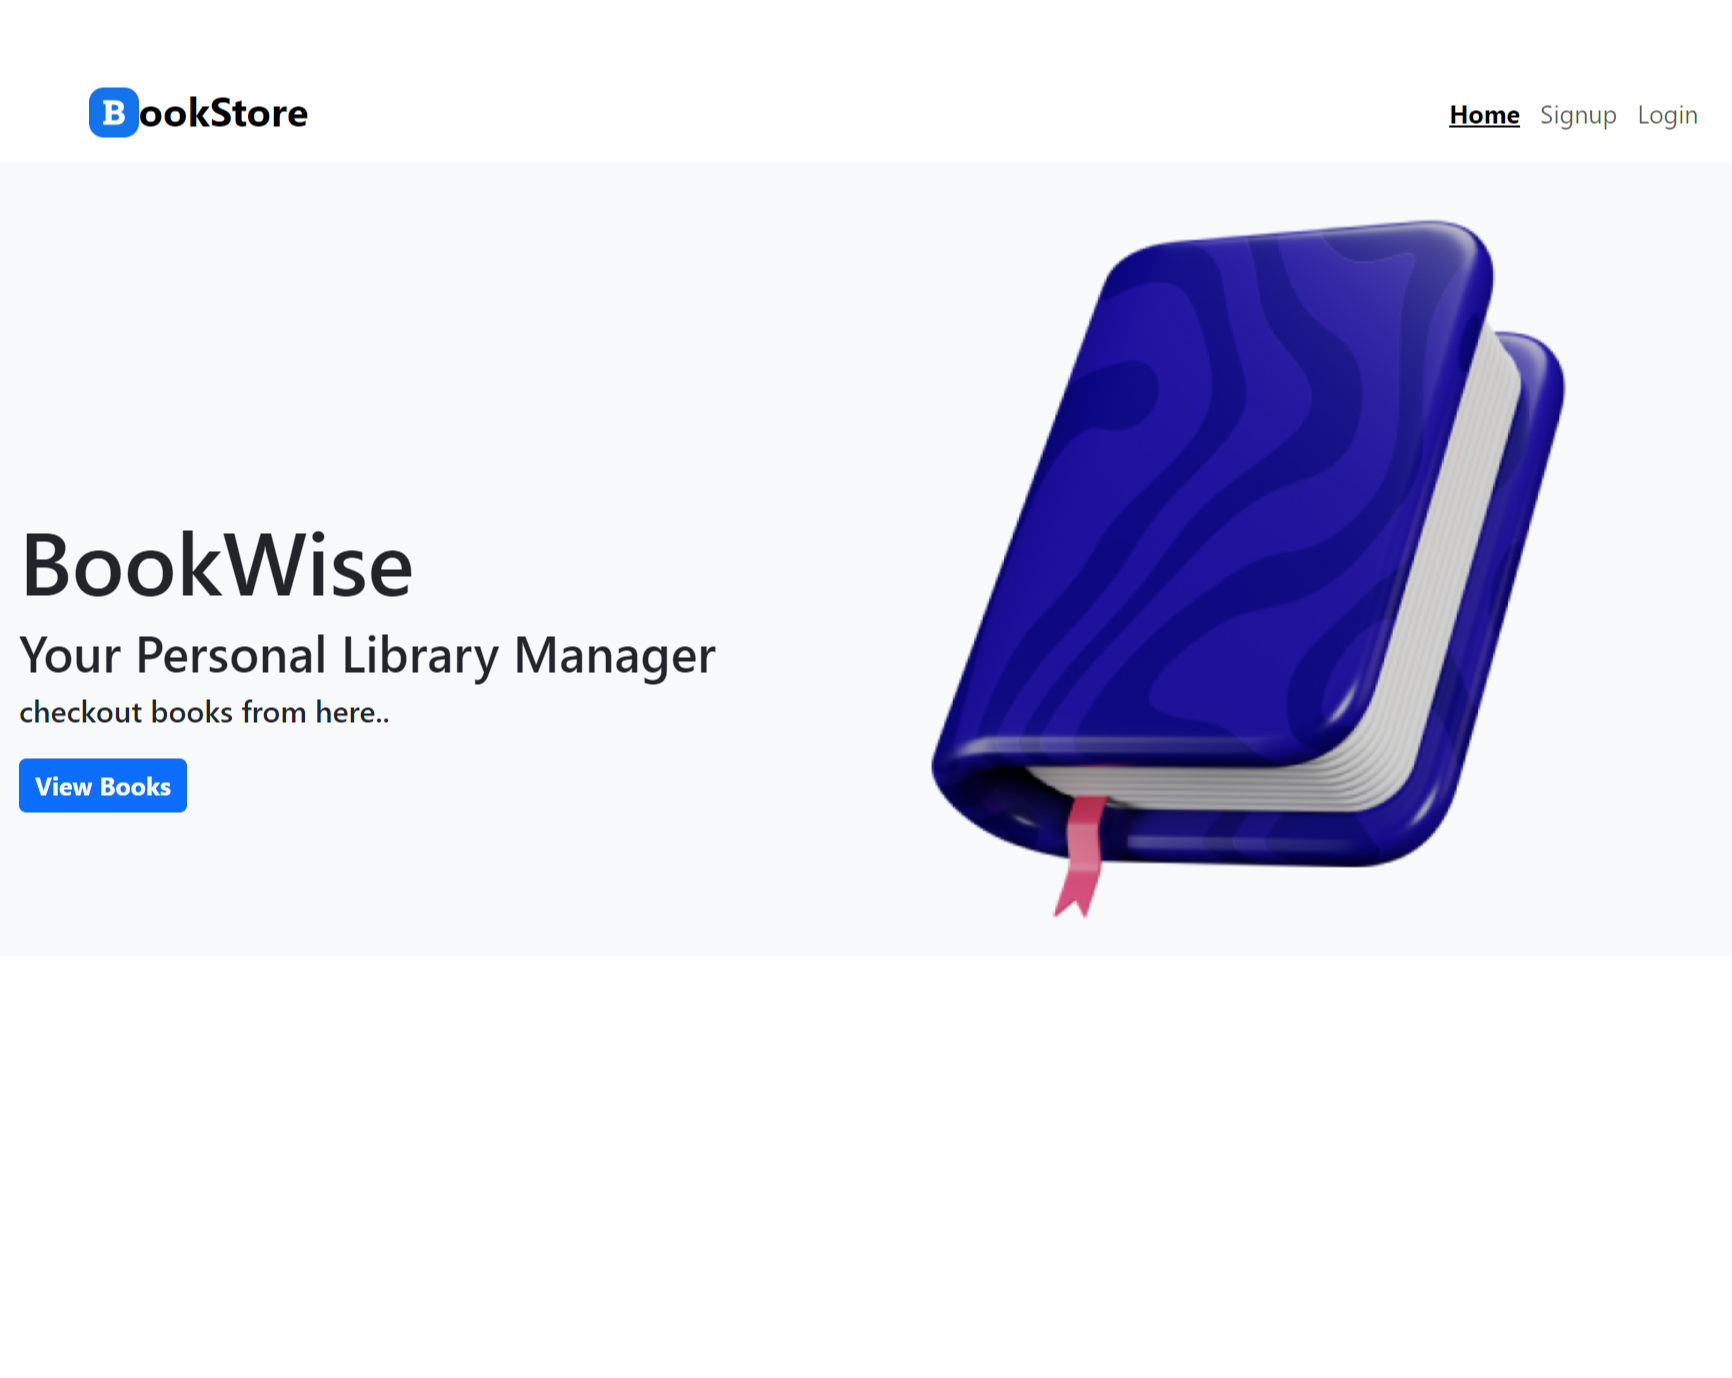 BookStore
Home Signup Login
BookWise
Your Personal Library Manager
checkout books from here..
View Books